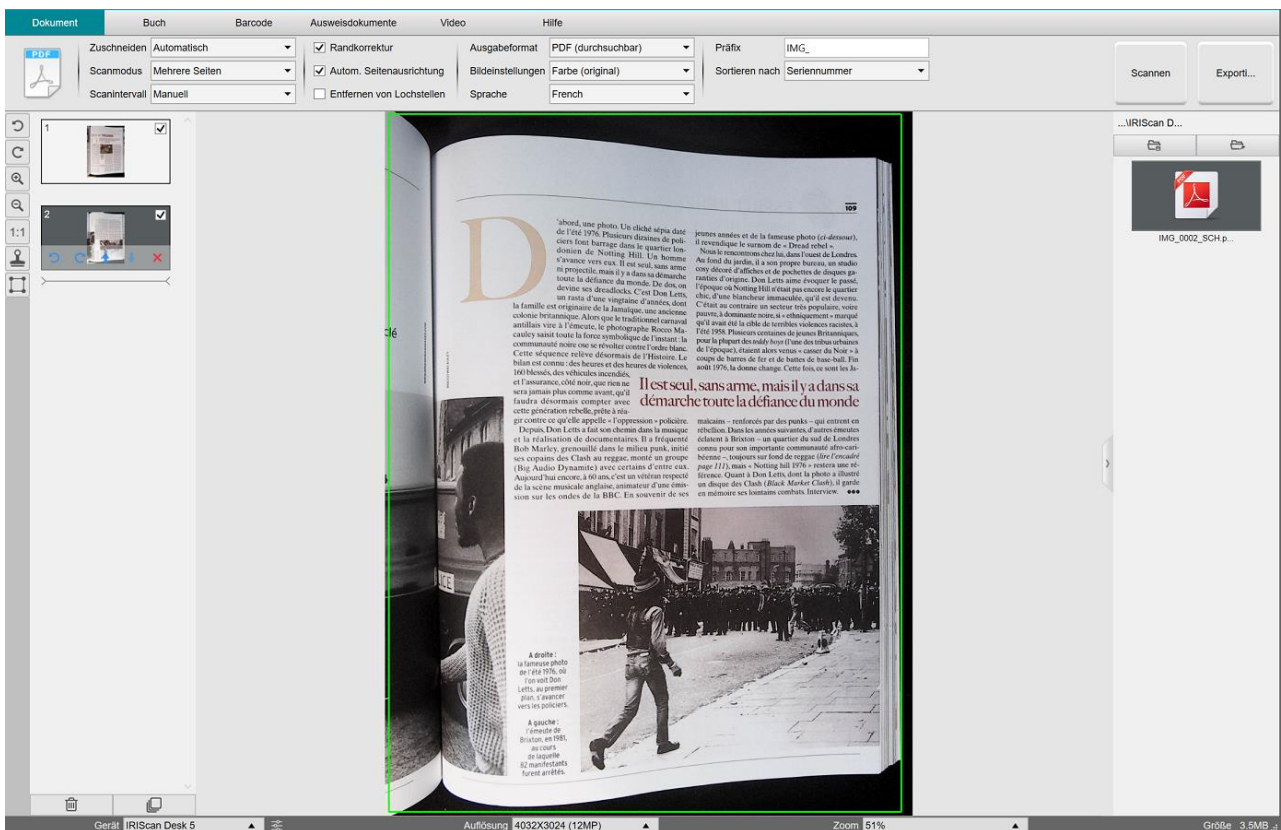 Dokument
Buch
Barcode
Ausweisdokumente
Video
Hilfe
PDF
Zuschneiden Automatisch
Scanmodus Mehrere Seiten
Scanintervall Manuell
Randkorrektur
Autom. Seitenausrichtung
Entfernen von Lochstellen
Ausgabeformat PDF (durchsuchbar)
Bildeinstellungen Farbe (original)
Sprache French
Präfix IMG_
Sortieren nach Seriennummer
Scannen
Exporti...
1:1
1
2
clé
109
D
'abord, une photo. Un cliché sépia daté
de l'été 1976. Plusieurs dizaines de poli-
ciers font barrage dans le quartier lon-
donien de Notting Hill. Un homme
s'avance vers eux. Il est seul, sans arme
ni projectile, mais il y a dans sa démarche
toute la défiance du monde. De dos, on
devine ses dreadlocks. C'est Don Letts,
un rasta d'une vingtaine d'années, dont
la famille est originaire de la Jamaïque, une ancienne
colonie britannique. Alors que le traditionnel carnaval
antillais vire à l'émeute, le photographe Rocco Ma-
cauley saisit toute la force symbolique de l'instant : la
communauté noire ose se révolter contre l'ordre blanc.
Cette séquence relève désormais de l'Histoire. Le
bilan est connu : des heures et des heures de violences,
160 blessés, des véhicules incendiés,
et l'assurance, côté noir, que rien ne
sera jamais plus comme avant, qu'il
faudra désormais compter avec
cette génération rebelle, prête à réa-
gir contre ce qu'elle appelle « l'oppression » policière.
Depuis, Don Letts a fait son chemin dans la musique
et la réalisation de documentaires. Il a fréquenté
Bob Marley, grenouillé dans le milieu punk, initié
ses copains des Clash au reggae, monté un groupe
(Big Audio Dynamite) avec certains d'entre eux.
Aujourd'hui encore, à 60 ans, c'est un vétéran respecté
de la scène musicale anglaise, animateur d'une émis-
sion sur les ondes de la BBC. En souvenir de ses
jeunes années et de la fameuse photo (ci-dessous),
il revendique le surnom de « Dread rebel ».
Nous le rencontrons chez lui, dans l'ouest de Londres.
Au fond du jardin, il a son propre bureau, un studio
cosy décoré d'affiches et de pochettes de disques ga-
ranties d'origine. Don Letts aime évoquer le passé,
l'époque où Notting Hill n'était pas encore le quartier
chic, d'une blancheur immaculée, qu'il est devenu.
C'était au contraire un secteur très populaire, voire
pauvre, à dominante noire, si « ethniquement » marqué
qu'il avait été la cible de terribles violences racistes, à
l'été 1958. Plusieurs centaines de jeunes Britanniques,
pour la plupart des teddy boys (l'une des tribus urbaines
de l'époque), étaient alors venus « casser du Noir » à
coups de barres de fer et de battes de base-ball. Fin
août 1976, la donne change. Cette fois, ce sont les Ja-
Il est seul, sans arme, mais il y a dans sa
démarche toute la défiance du monde
maïcains – renforcés par des punks – qui entrent en
rébellion. Dans les années suivantes, d'autres émeutes
éclatent à Brixton – un quartier du sud de Londres
connu pour son importante communauté afro-cari-
béenne –, toujours sur fond de reggae (lire l'encadré
page 111), mais « Notting hill 1976 » restera une ré-
férence. Quant à Don Letts, dont la photo a illustré
un disque des Clash (Black Market Clash), il garde
en mémoire ses lointains combats. Interview.
A droite :
la fameuse photo
de l'été 1976, où
l'on voit Don
Letts, au premier
plan, s'avancer
vers les policiers.
A gauche :
l'émeute de
Brixton, en 1981,
au cours
de laquelle
82 manifestants
furent arrêtés.
...\IRIScan D...
IMG_0002_SCH.p...
Gerät IRIScan Desk 5
Auflösung 4032X3024 (12MP)
Zoom 51%
Größe 3.5MB